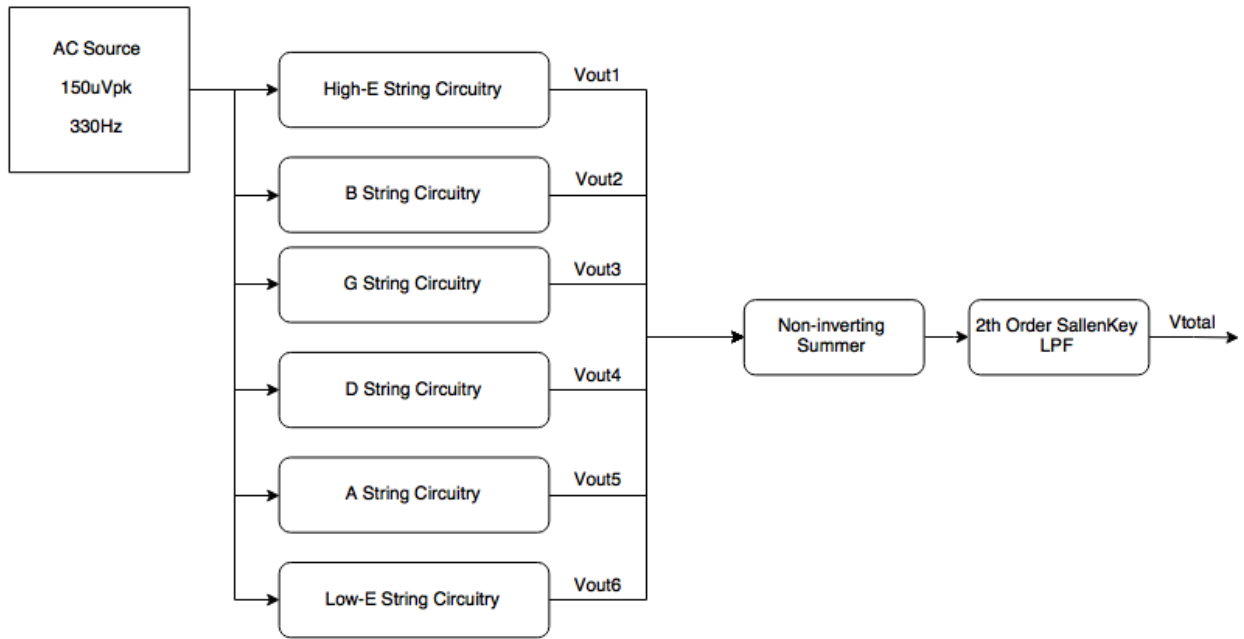 AC Source
150uVpk
330Hz
High-E String Circuitry
Vout1
B String Circuitry
Vout2
G String Circuitry
Vout3
D String Circuitry
Vout4
A String Circuitry
Vout5
Low-E String Circuitry
Vout6
Non-inverting
Summer
2th Order SallenKey
LPF
Vtotal